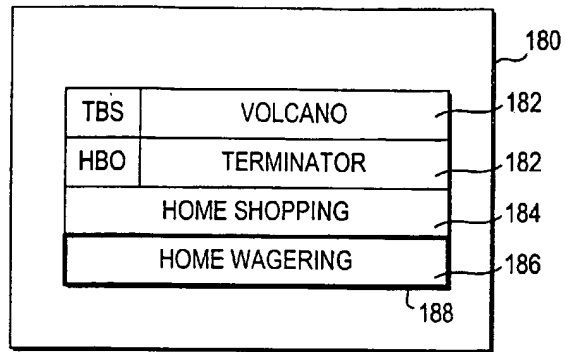 180
TBS VOLCANO 182
HBO TERMINATOR 182
HOME SHOPPING 184
HOME WAGERING 186
188